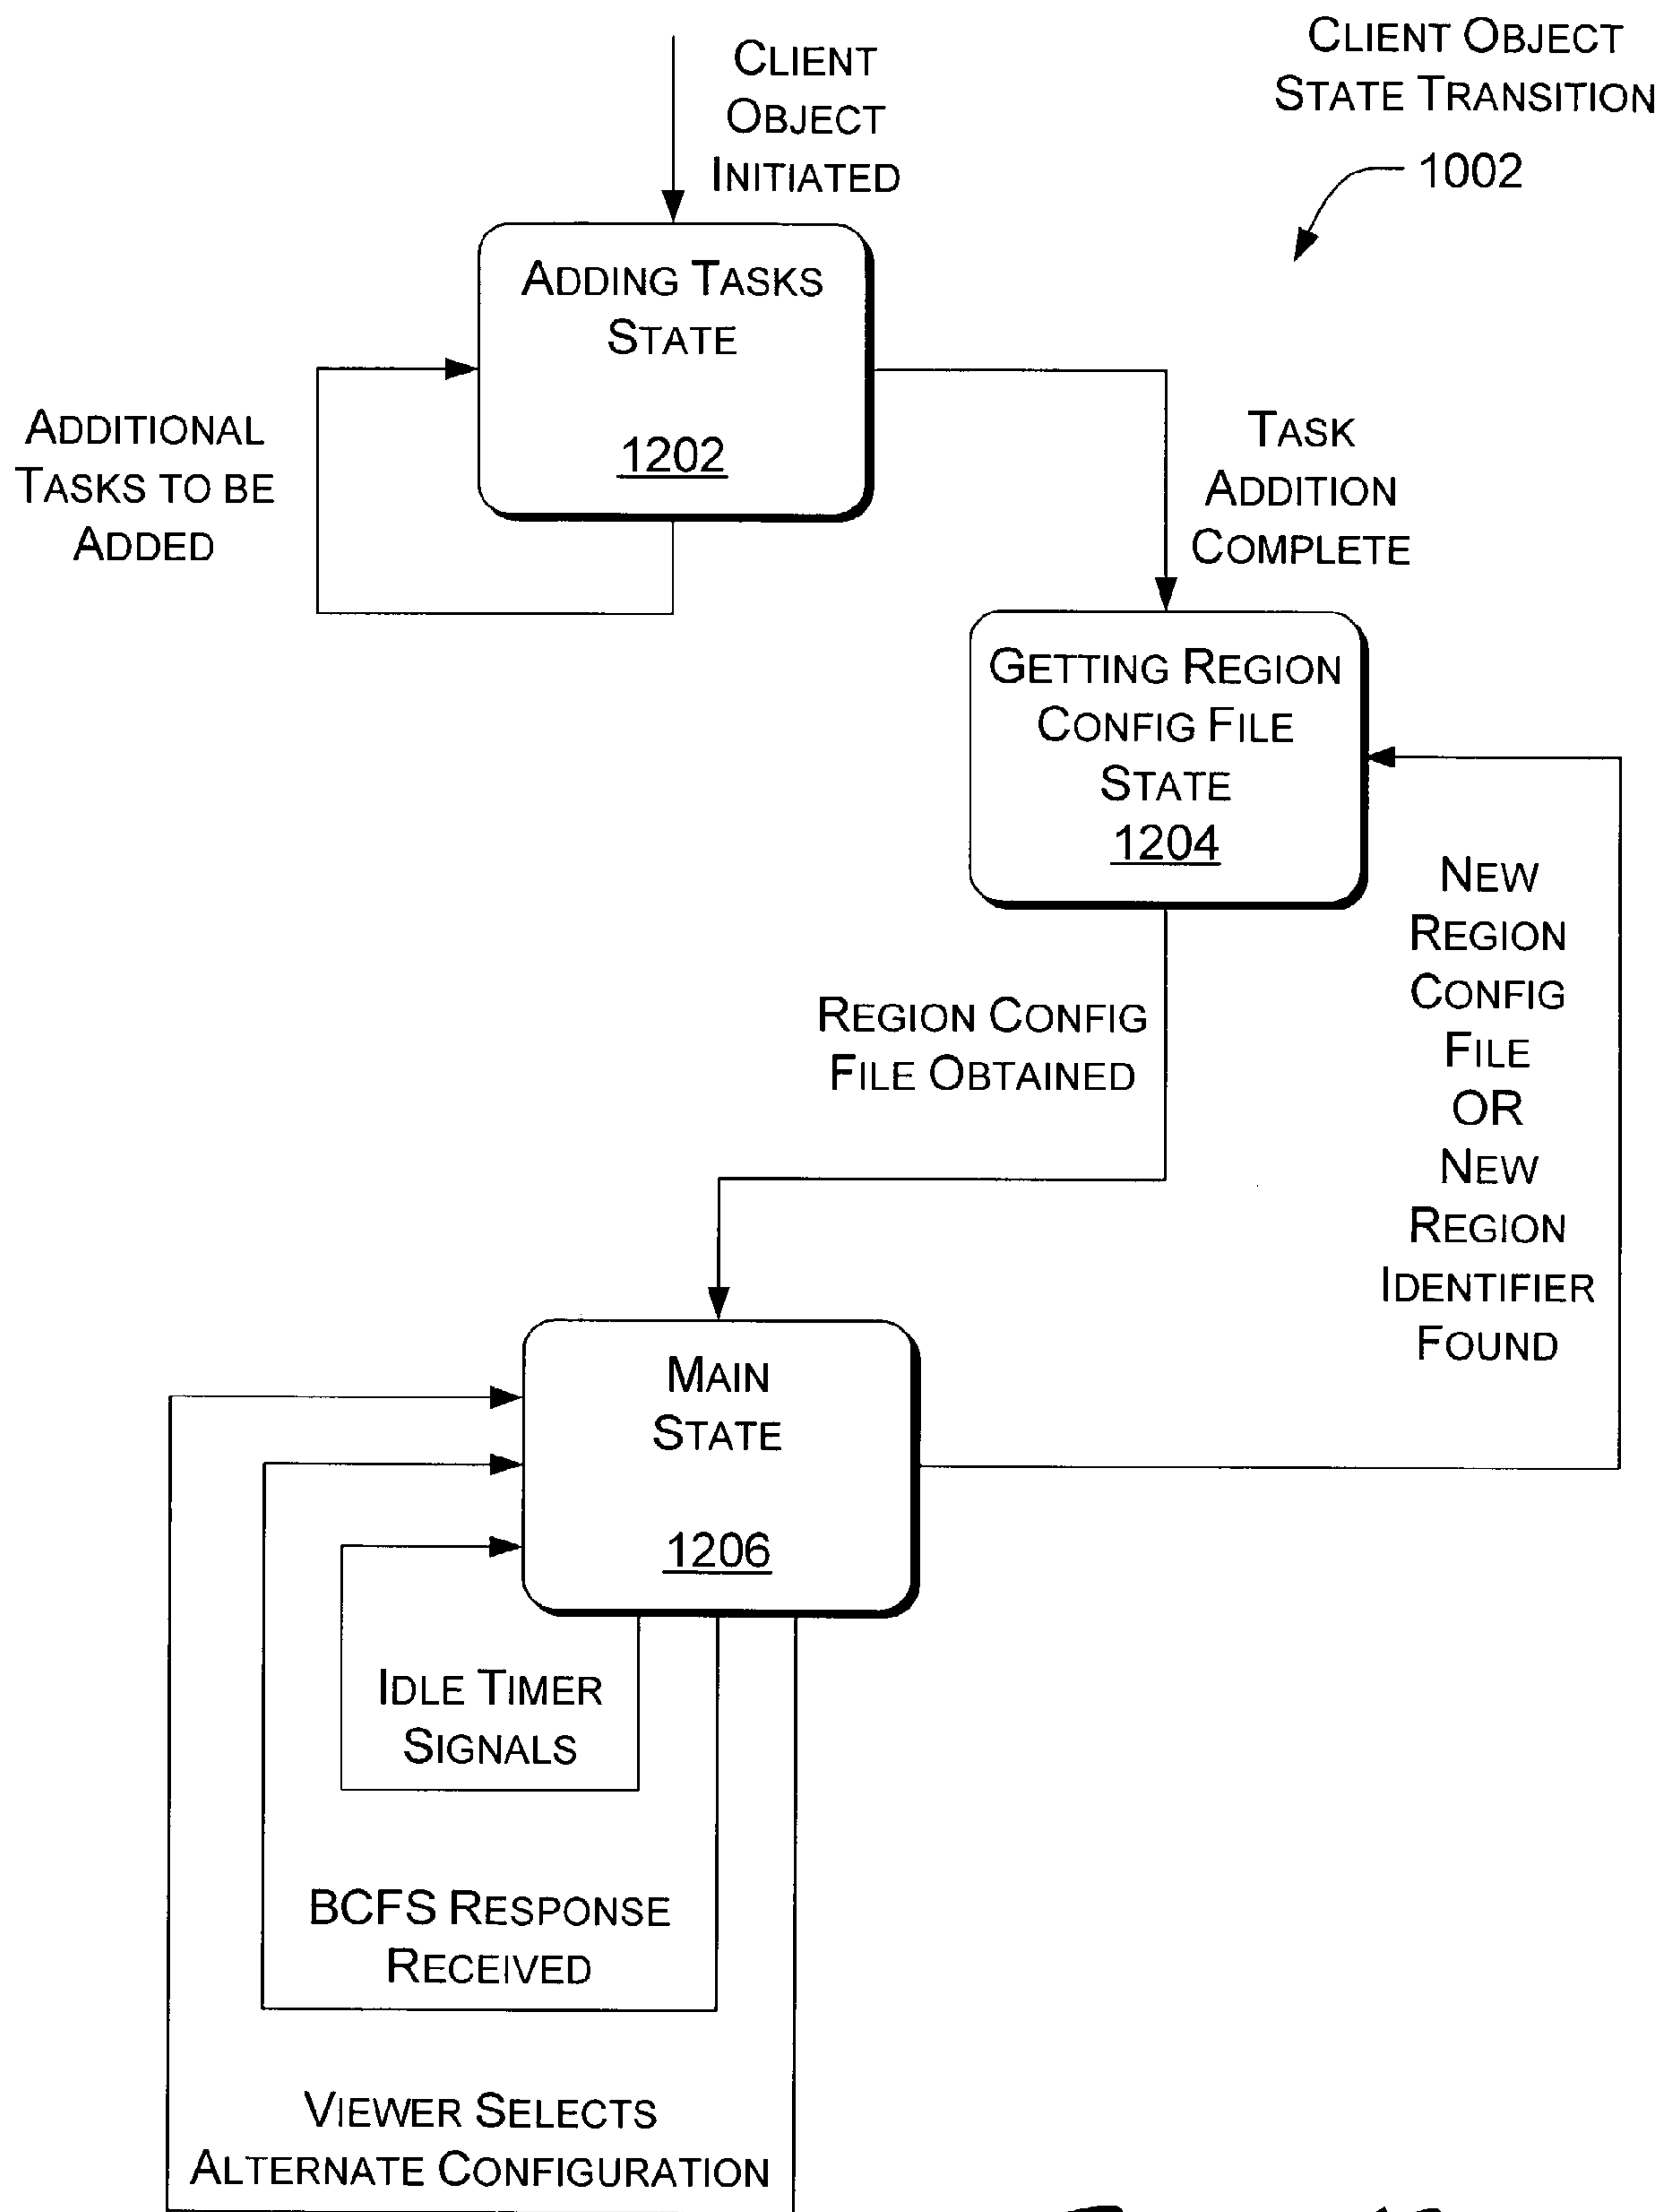 CLIENT OBJECT
STATE TRANSITION
1002
CLIENT
OBJECT
INITIATED
ADDING TASKS
STATE
1202
ADDITIONAL
TASKS TO BE
ADDED
TASK
ADDITION
COMPLETE
GETTING REGION
CONFIG FILE
STATE
1204
REGION CONFIG
FILE OBTAINED
NEW
REGION
CONFIG
FILE
OR
NEW
REGION
IDENTIFIER
FOUND
MAIN
STATE
1206
IDLE TIMER
SIGNALS
BCFS RESPONSE
RECEIVED
VIEWER SELECTS
ALTERNATE CONFIGURATION